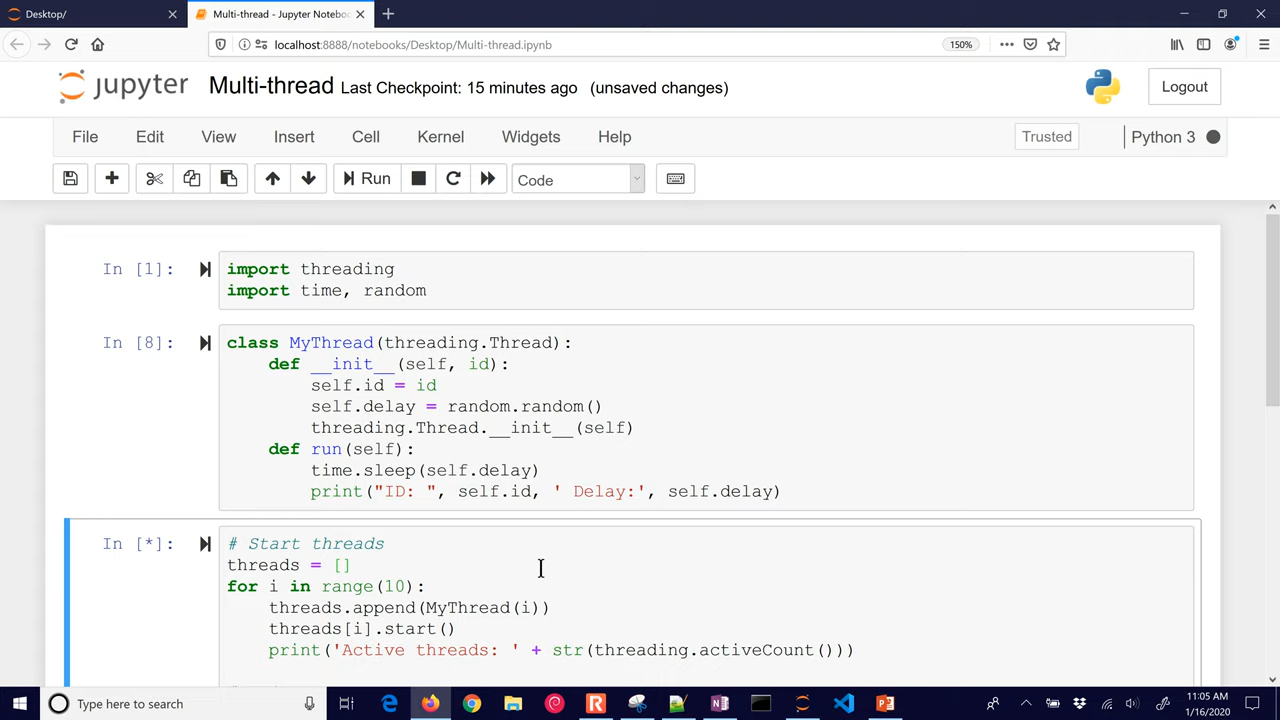 Desktop/
Multi-thread - Jupyter Notebo
localhost:8888/notebooks/Desktop/Multi-thread.ipynb
150%
jupyter
Multi-thread Last Checkpoint: 15 minutes ago (unsaved changes)
Logout
File Edit View Insert Cell Kernel Widgets Help
Trusted
Python 3
Run
Code
In [1]:
import threading
import time, random
In [8]:
class MyThread(threading.Thread):
    def __init__(self, id):
        self.id = id
        self.delay = random.random()
        threading.Thread.__init__(self)
    def run(self):
        time.sleep(self.delay)
        print("ID: ", self.id, ' Delay:', self.delay)
In [*]:
# Start threads
threads = []
for i in range(10):
    threads.append(MyThread(i))
    threads[i].start()
    print('Active threads: ' + str(threading.activeCount()))
Type here to search
11:05 AM
1/16/2020